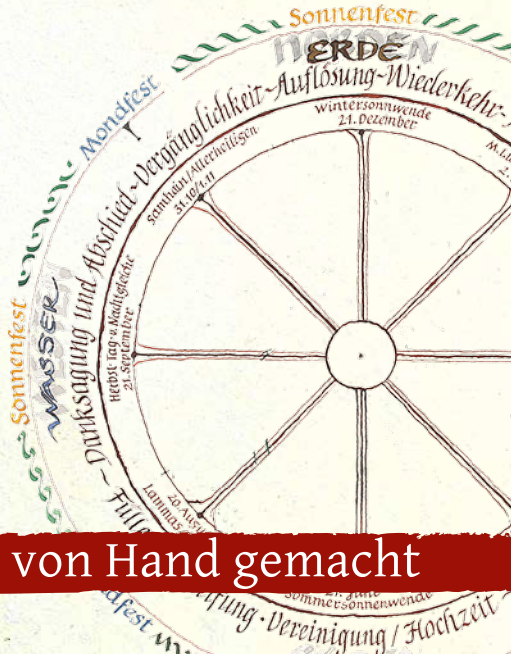 Sonnenfest
NORDEN
ERDE
Mondfest
Vergänglichkeit~Auflösung~Wiederkehr~
Wintersonnwende
21. Dezember
Samhain/Allerheiligen
31.10/1.11
Sonnenfest
WASSER
Danksagung und Abschied~
Herbst Tag- u. Nachtgleiche
21. September
Lammas
von Hand gemacht
21. Juni
Sommersonnenwende
Vereinigung / Hochzeit